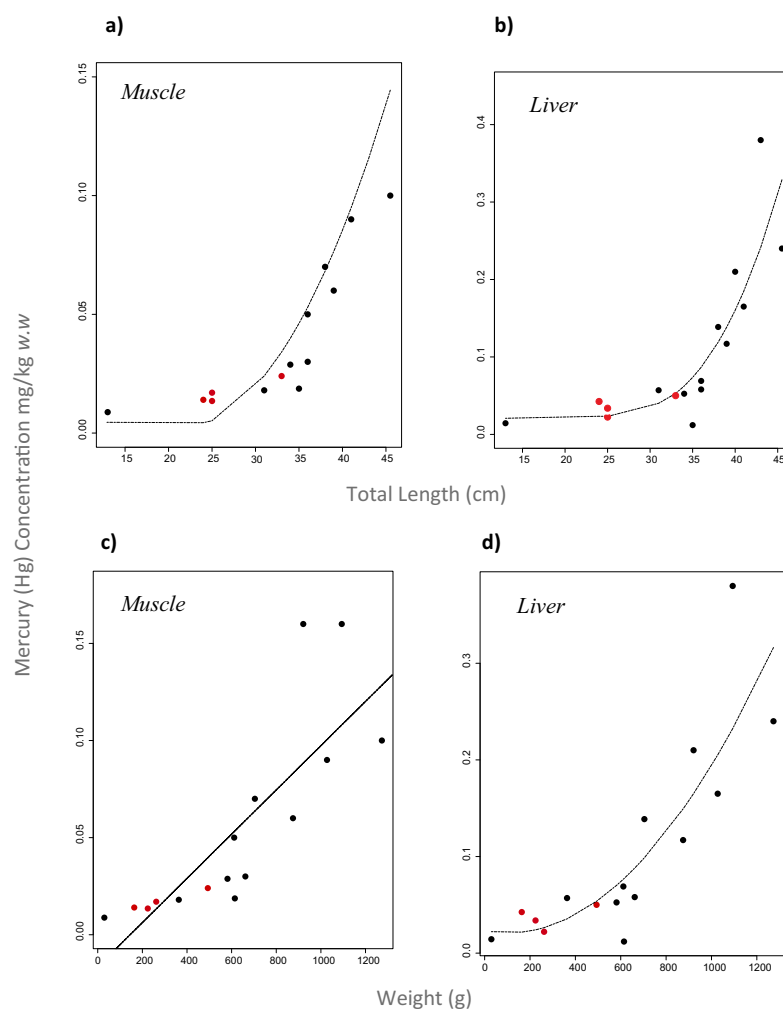 a)
b)
Muscle
Liver
0.15
0.10
0.05
0.00
0.4
0.3
0.2
0.1
0.0
15 20 25 30 35 40 45
15 20 25 30 35 40 45
Total Length (cm)
Mercury (Hg) Concentration mg/kg w.w
c)
d)
Muscle
Liver
0.15
0.10
0.05
0.00
0.3
0.2
0.1
0.0
0 200 400 600 800 1000 1200
0 200 400 600 800 1000 1200
Weight (g)